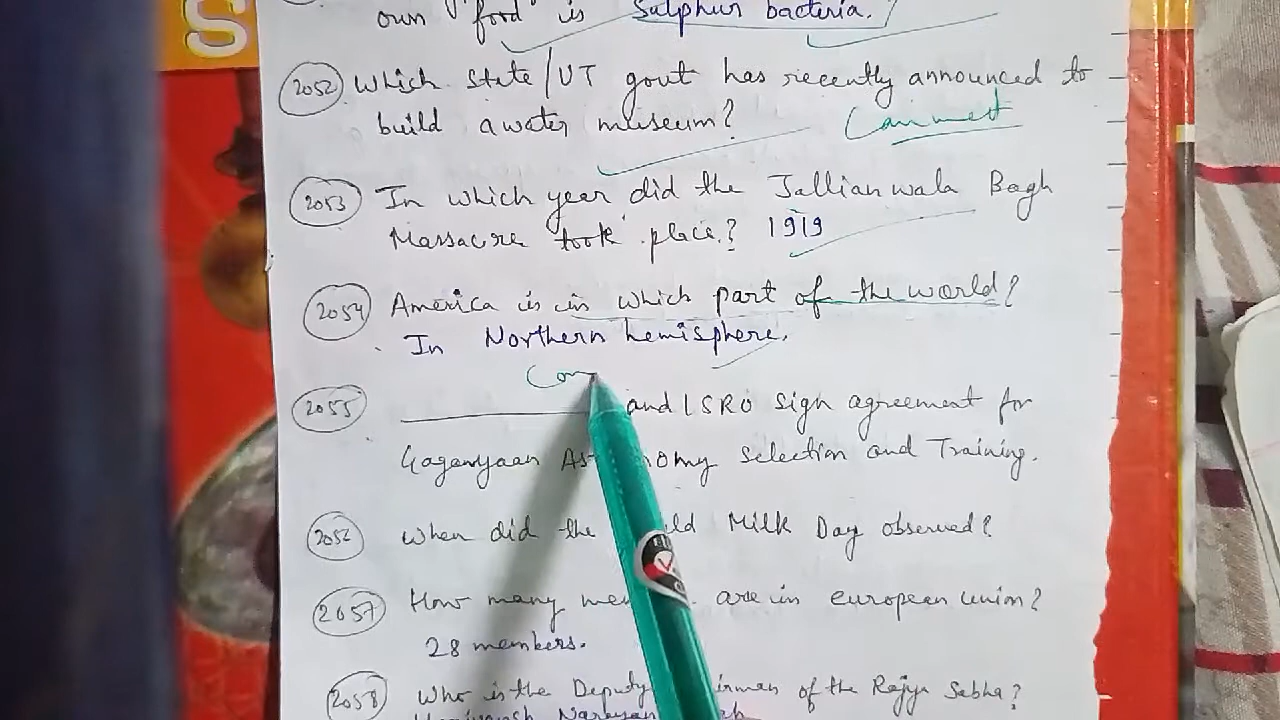 S
own food is Sulphur bacteria.
2052 Which state/UT govt has recently announced to
build a water museum?
2053 In which year did the Jallianwala Bagh
Massacre took place? 1919
2054 America is in which part of the world?
In Northern hemisphere.
2055 and ISRO sign agreement for
Gaganyaan selection and Training.
When did the Milk Day observed?
2057 How many are in european union?
28 members.
2058 Who is the Deputy of the Rajya Sabha?
Narayan